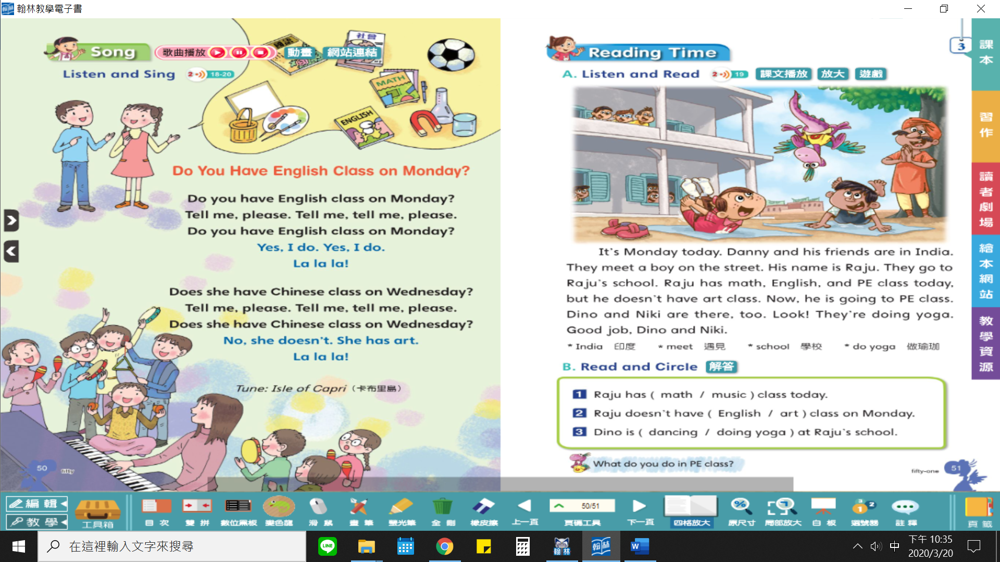 翰林教學電子書
Song
歌曲播放
動畫
網站連結
Listen and Sing
2
18-20
國語
社會
MATH
ENGLISH
Do You Have English Class on Monday?
Do you have English class on Monday?
Tell me, please. Tell me, tell me, please.
Do you have English class on Monday?
Yes, I do. Yes, I do.
La la la!
Does she have Chinese class on Wednesday?
Tell me, please. Tell me, tell me, please.
Does she have Chinese class on Wednesday?
No, she doesn't. She has art.
La la la!
Tune: Isle of Capri (卡布里島)
50
fifty
Reading Time
3
A. Listen and Read
2
19
課文播放
放大
遊戲
It's Monday today. Danny and his friends are in India.
They meet a boy on the street. His name is Raju. They go to
Raju's school. Raju has math, English, and PE class today,
but he doesn't have art class. Now, he is going to PE class.
Dino and Niki are there, too. Look! They're doing yoga.
Good job, Dino and Niki.
* India 印度 * meet 遇見 * school 學校 * do yoga 做瑜珈
B. Read and Circle 解答
1 Raju has ( math / music ) class today.
2 Raju doesn't have ( English / art ) class on Monday.
3 Dino is ( dancing / doing yoga ) at Raju's school.
What do you do in PE class?
fifty-one
51
課本
習作
讀者劇場
繪本網站
教學資源
編輯
教學
工具箱
目次
雙拼
數位黑板
變色龍
滑鼠
畫筆
螢光筆
全刪
橡皮擦
上一頁
50/51
頁碼工具
下一頁
四格放大
原尺寸
局部放大
白板
選號器
註釋
頁籤
在這裡輸入文字來搜尋
LINE
翰林
翰林
W
中
下午 10:35
2020/3/20